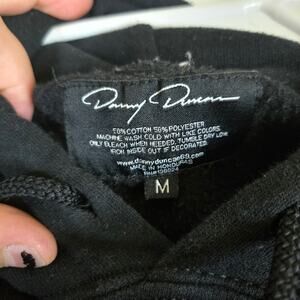 Danny Duncan
50%COTTON 50%POLYESTER
MACHINE WASH COLD WITH LIKE COLORS
ONLY BLEACH WHEN NEEDED, TUMBLE DRY LOW
IRON INSIDE OUT IF DECORATED.
www.dannyduncan69.com
MADE IN HONDURAS
M